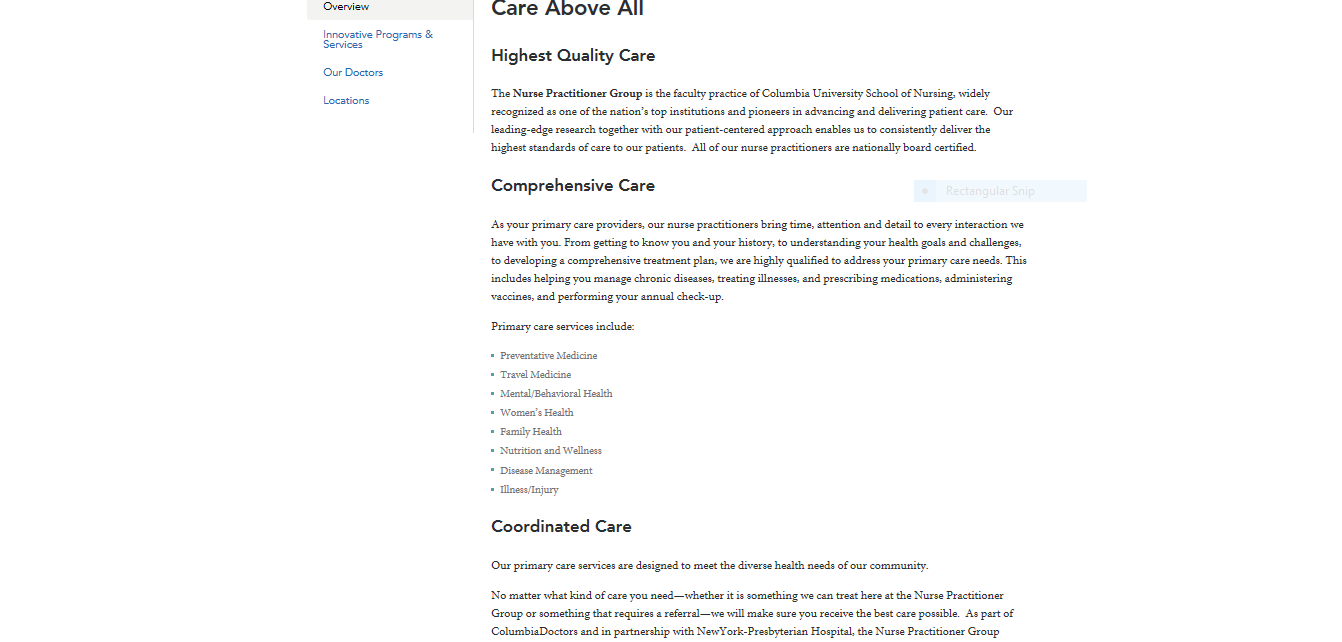 Overview
Innovative Programs &
Services
Our Doctors
Locations
Care Above All
Highest Quality Care
The Nurse Practitioner Group is the faculty practice of Columbia University School of Nursing, widely
recognized as one of the nation's top institutions and pioneers in advancing and delivering patient care.  Our
leading-edge research together with our patient-centered approach enables us to consistently deliver the
highest standards of care to our patients.  All of our nurse practitioners are nationally board certified.
Comprehensive Care
Rectangular Snip
As your primary care providers, our nurse practitioners bring time, attention and detail to every interaction we
have with you. From getting to know you and your history, to understanding your health goals and challenges,
to developing a comprehensive treatment plan, we are highly qualified to address your primary care needs. This
includes helping you manage chronic diseases, treating illnesses, and prescribing medications, administering
vaccines, and performing your annual check-up.
Primary care services include:
▪ Preventative Medicine
▪ Travel Medicine
▪ Mental/Behavioral Health
▪ Women's Health
▪ Family Health
▪ Nutrition and Wellness
▪ Disease Management
▪ Illness/Injury
Coordinated Care
Our primary care services are designed to meet the diverse health needs of our community.
No matter what kind of care you need—whether it is something we can treat here at the Nurse Practitioner
Group or something that requires a referral—we will make sure you receive the best care possible.  As part of
ColumbiaDoctors and in partnership with NewYork-Presbyterian Hospital, the Nurse Practitioner Group